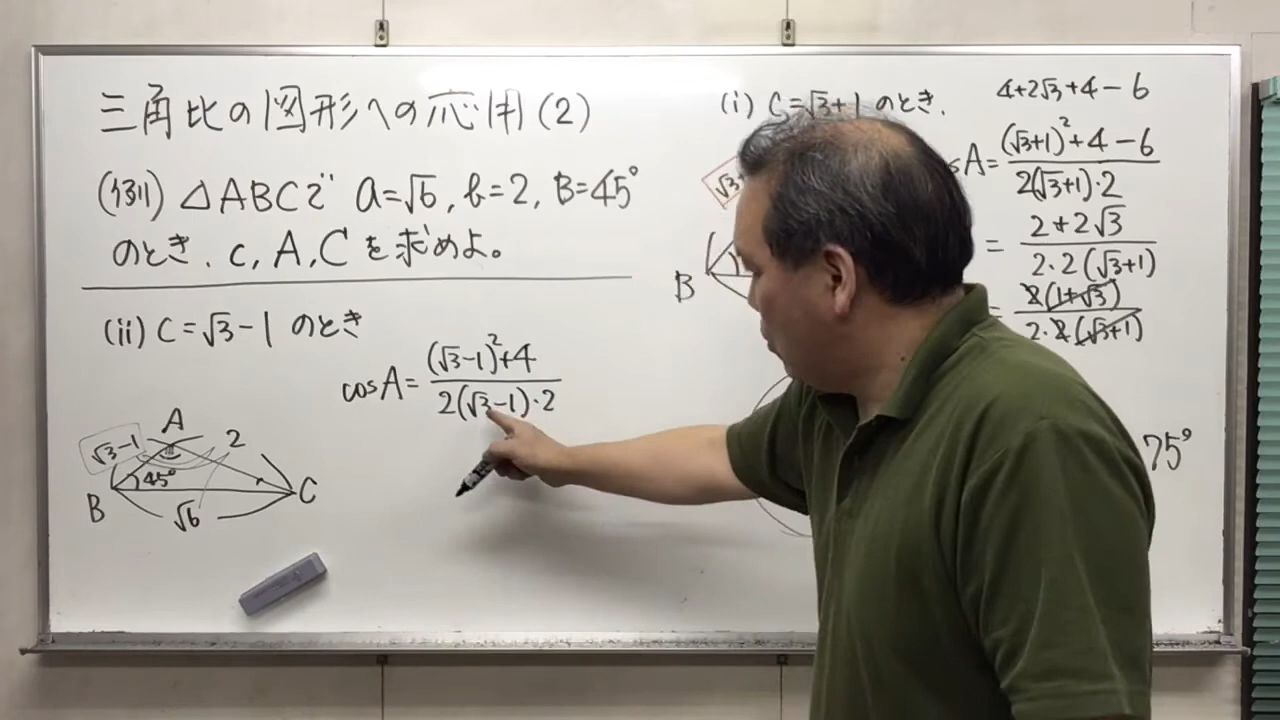 三角比の図形への応用(2)
(例) △ABCで a=√6, b=2, B=45°
のとき, c, A, C を求めよ。
(ii) C=√3-1 のとき
cosA= (√3-1)²+4 / 2(√3-1)・2
A
√3-1
2
45°
B
C
√6
(i) C=√3+1 のとき.
4+2√3+4-6
sA= (√3+1)²+4-6 / 2(√3+1)・2
= 2+2√3 / 2・2(√3+1)
= 2(1+√3) / 2・2(√3+1)
√3
B
75°